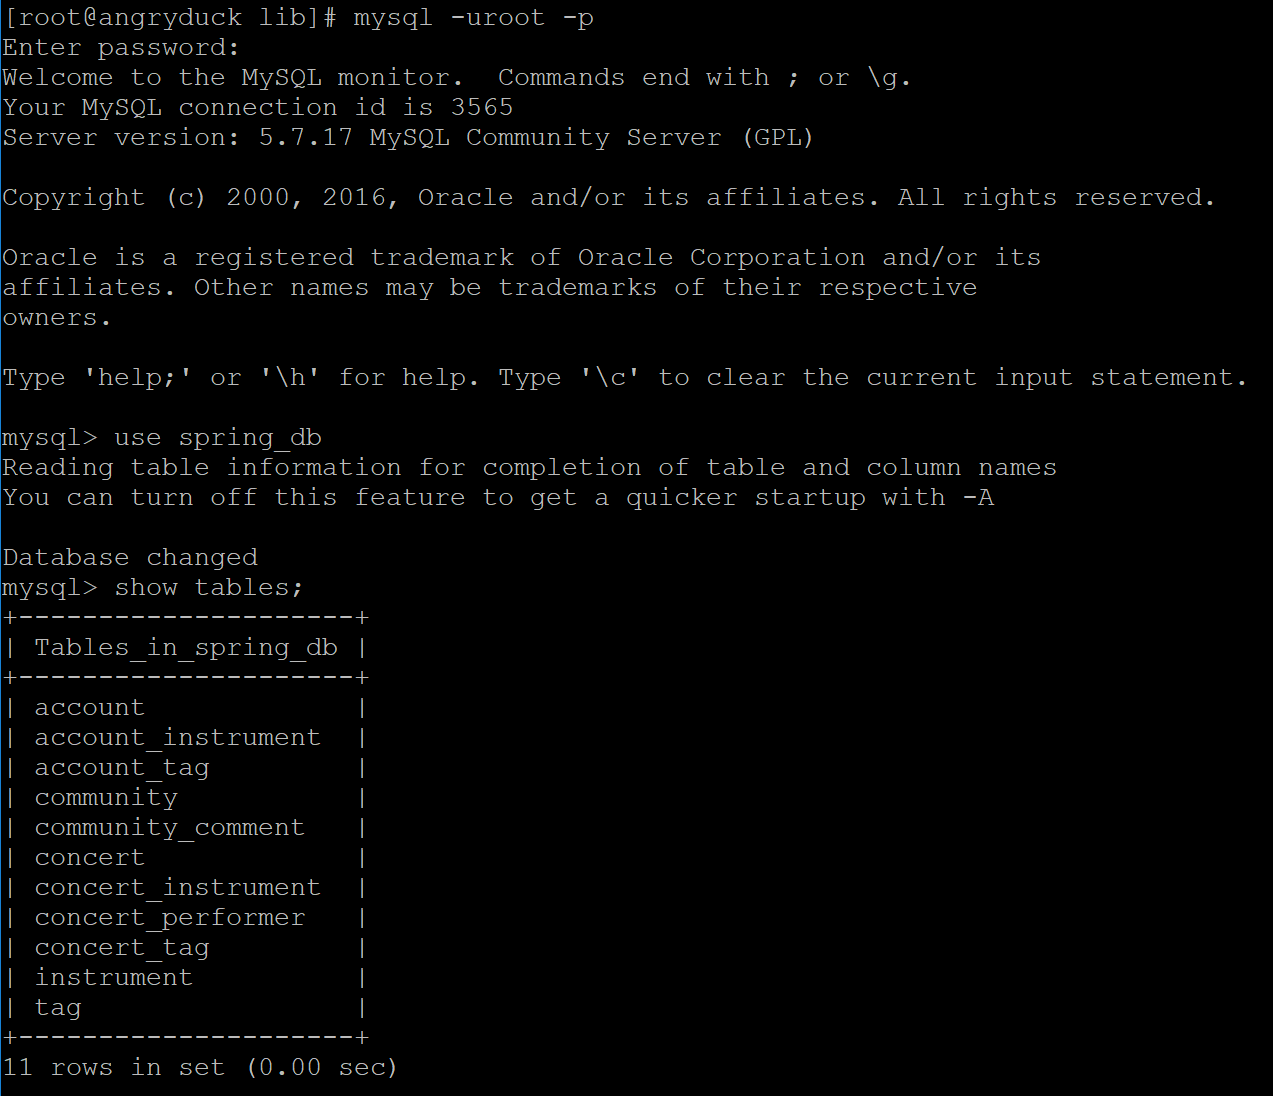 [root@angryduck lib]# mysql -uroot -p
Enter password:
Welcome to the MySQL monitor.  Commands end with ; or \g.
Your MySQL connection id is 3565
Server version: 5.7.17 MySQL Community Server (GPL)
Copyright (c) 2000, 2016, Oracle and/or its affiliates. All rights reserved.
Oracle is a registered trademark of Oracle Corporation and/or its
affiliates. Other names may be trademarks of their respective
owners.
Type 'help;' or '\h' for help. Type '\c' to clear the current input statement.
mysql> use spring_db
Reading table information for completion of table and column names
You can turn off this feature to get a quicker startup with -A
Database changed
mysql> show tables;
+---------------------+
| Tables_in_spring_db |
+---------------------+
| account             |
| account_instrument  |
| account_tag         |
| community           |
| community_comment   |
| concert             |
| concert_instrument  |
| concert_performer   |
| concert_tag         |
| instrument          |
| tag                 |
+---------------------+
11 rows in set (0.00 sec)